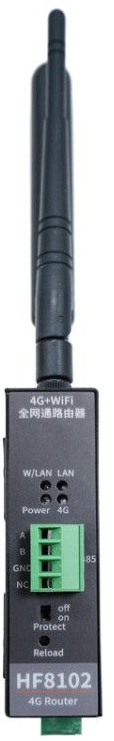 4G+WiFi
全网通路由器
W/LAN LAN
Power 4G
A
B
GND
NC
485
off
on
Protect
Reload
HF8102
4G Router